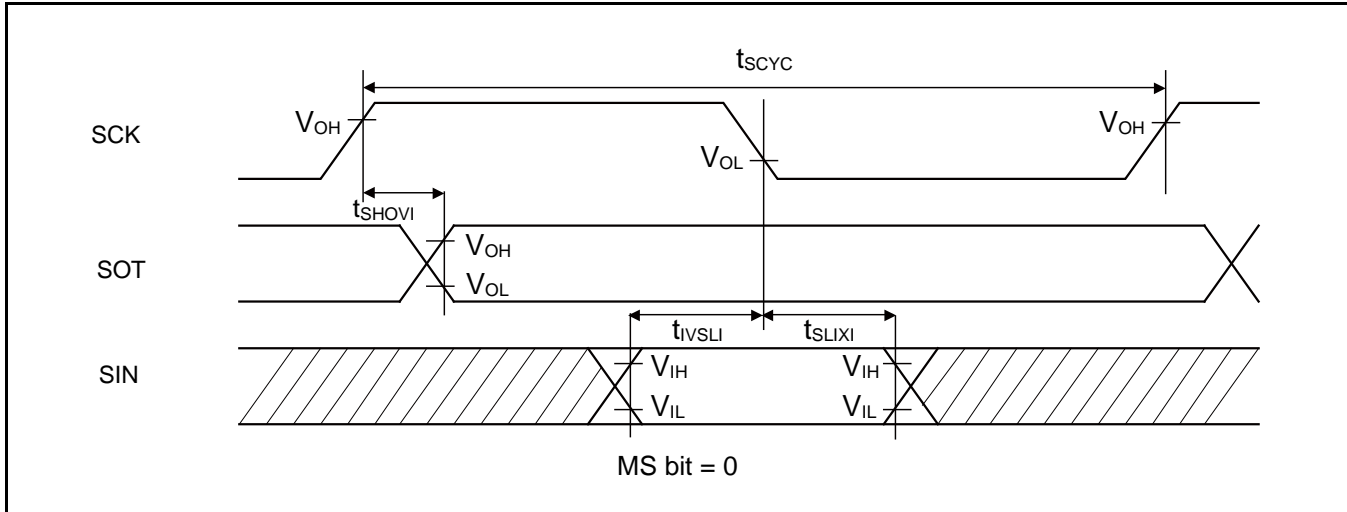 tSCYC
SCK
VOH
VOL
VOH
tSHOVI
SOT
VOH
VOL
tIVSLI
tSLIXI
SIN
VIH
VIL
VIH
VIL
MS bit = 0